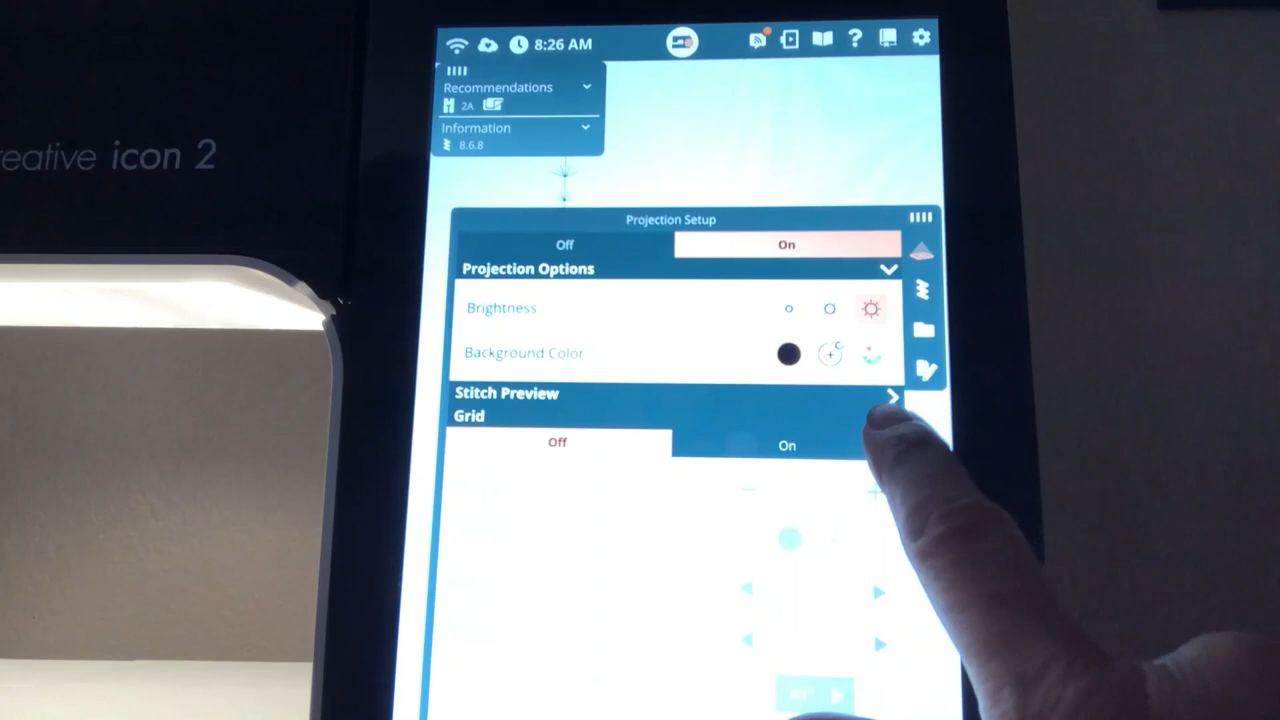 8:26 AM
?
eative icon 2
Recommendations
2A
Information
8.6.8
Projection Setup
Off On
Projection Options
Brightness
Background Color
Stitch Preview
Grid
Off On